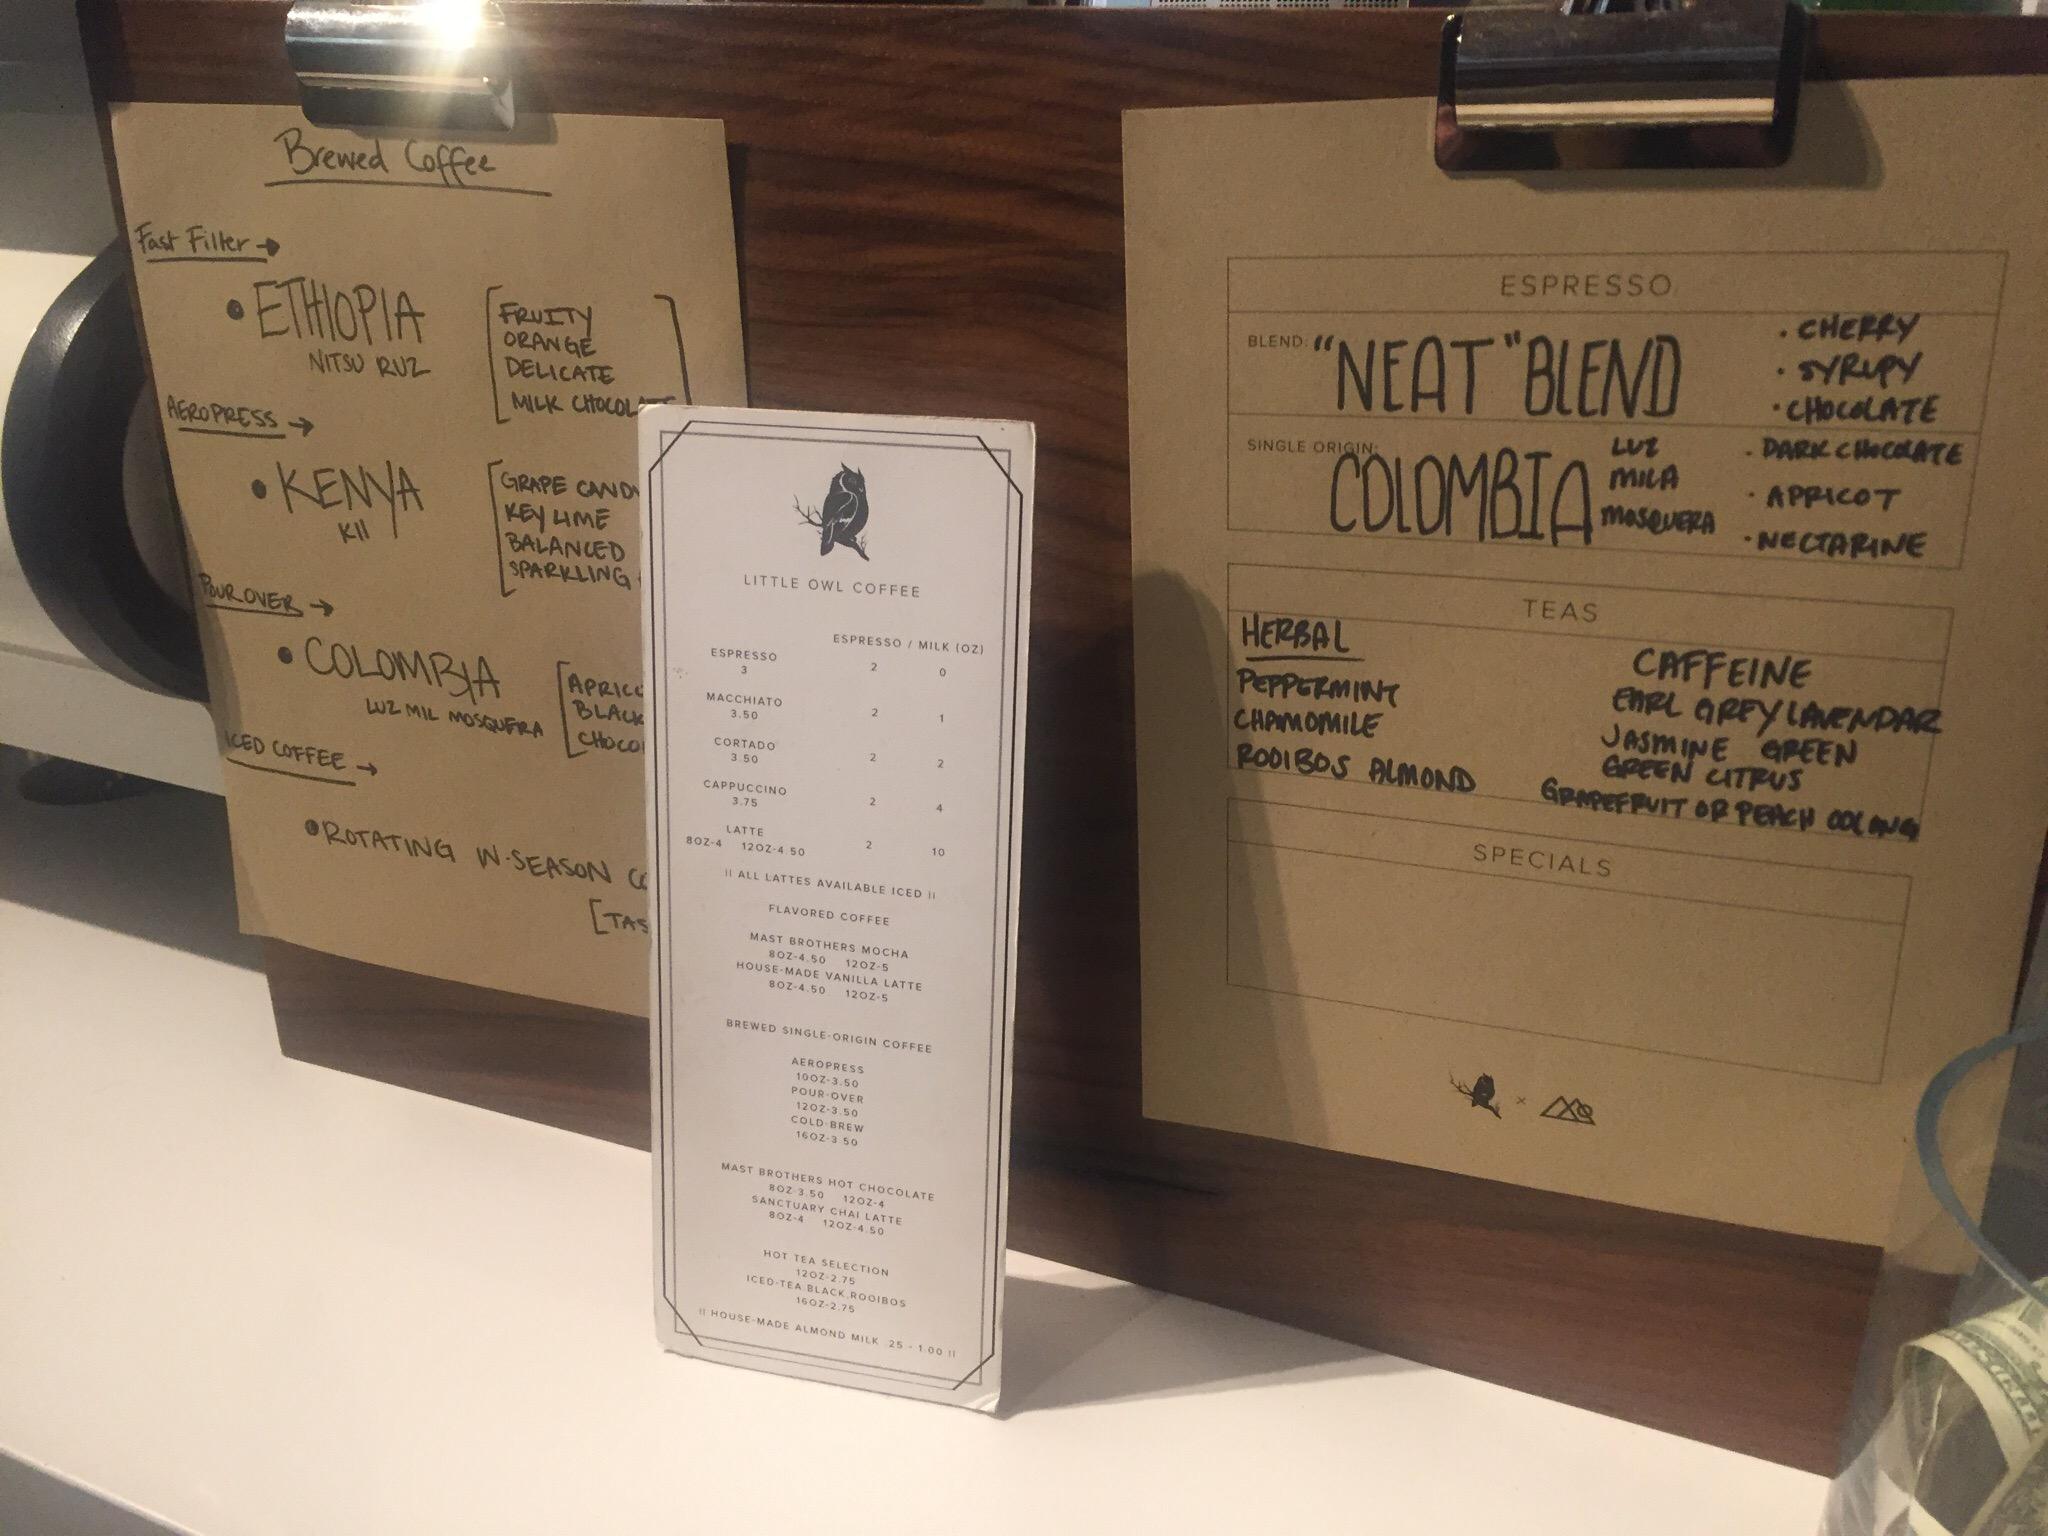 Brewed Coffee
Fast Filter →
• ETHIOPIA
NITSU RUZ
FRUITY
ORANGE
DELICATE
MILK CHOCOLATE
AEROPRESS →
• KENYA
KII
GRAPE CANDY
KEY LIME
BALANCED
SPARKLING
POUR OVER →
• COLOMBIA
LUZ MIL MOSQUERA
APRICO
BLACK
CHOCO
ICED COFFEE →
• ROTATING IN-SEASON CO
[TAS
LITTLE OWL COFFEE
ESPRESSO / MILK (OZ)
ESPRESSO 2 0
3
MACCHIATO 2 1
3.50
CORTADO 2 2
3.50
CAPPUCCINO 2 4
3.75
LATTE 2 10
8OZ-4 12OZ-4.50
|| ALL LATTES AVAILABLE ICED ||
FLAVORED COFFEE
MAST BROTHERS MOCHA
8OZ-4.50 12OZ-5
HOUSE-MADE VANILLA LATTE
8OZ-4.50 12OZ-5
BREWED SINGLE-ORIGIN COFFEE
AEROPRESS
10OZ-3.50
POUR-OVER
12OZ-3.50
COLD-BREW
16OZ-3.50
MAST BROTHERS HOT CHOCOLATE
8OZ-3.50 12OZ-4
SANCTUARY CHAI LATTE
8OZ-4 12OZ-4.50
HOT TEA SELECTION
12OZ-2.75
ICED-TEA BLACK,ROOIBOS
16OZ-2.75
|| HOUSE-MADE ALMOND MILK .25 - 1.00 ||
ESPRESSO
BLEND: "NEAT" BLEND
• CHERRY
• SYRUPY
• CHOCOLATE
SINGLE ORIGIN: COLOMBIA
LUZ
MILA
MOSQUERA
• DARK CHOCOLATE
• APRICOT
• NECTARINE
TEAS
HERBAL
PEPPERMINT
CHAMOMILE
ROOIBOS ALMOND
CAFFEINE
EARL GREY LAVENDAR
JASMINE GREEN
GREEN CITRUS
GRAPEFRUIT OR PEACH OOLONG
SPECIALS
×